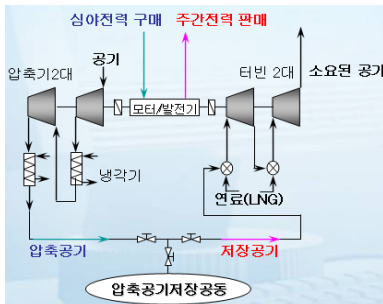 심야전력 구매
주간전력 판매
압축기2대
공기
터빈 2대
소요된 공기
모터/발전기
냉각기
연료(LNG)
압축공기
저장공기
압축공기저장공동